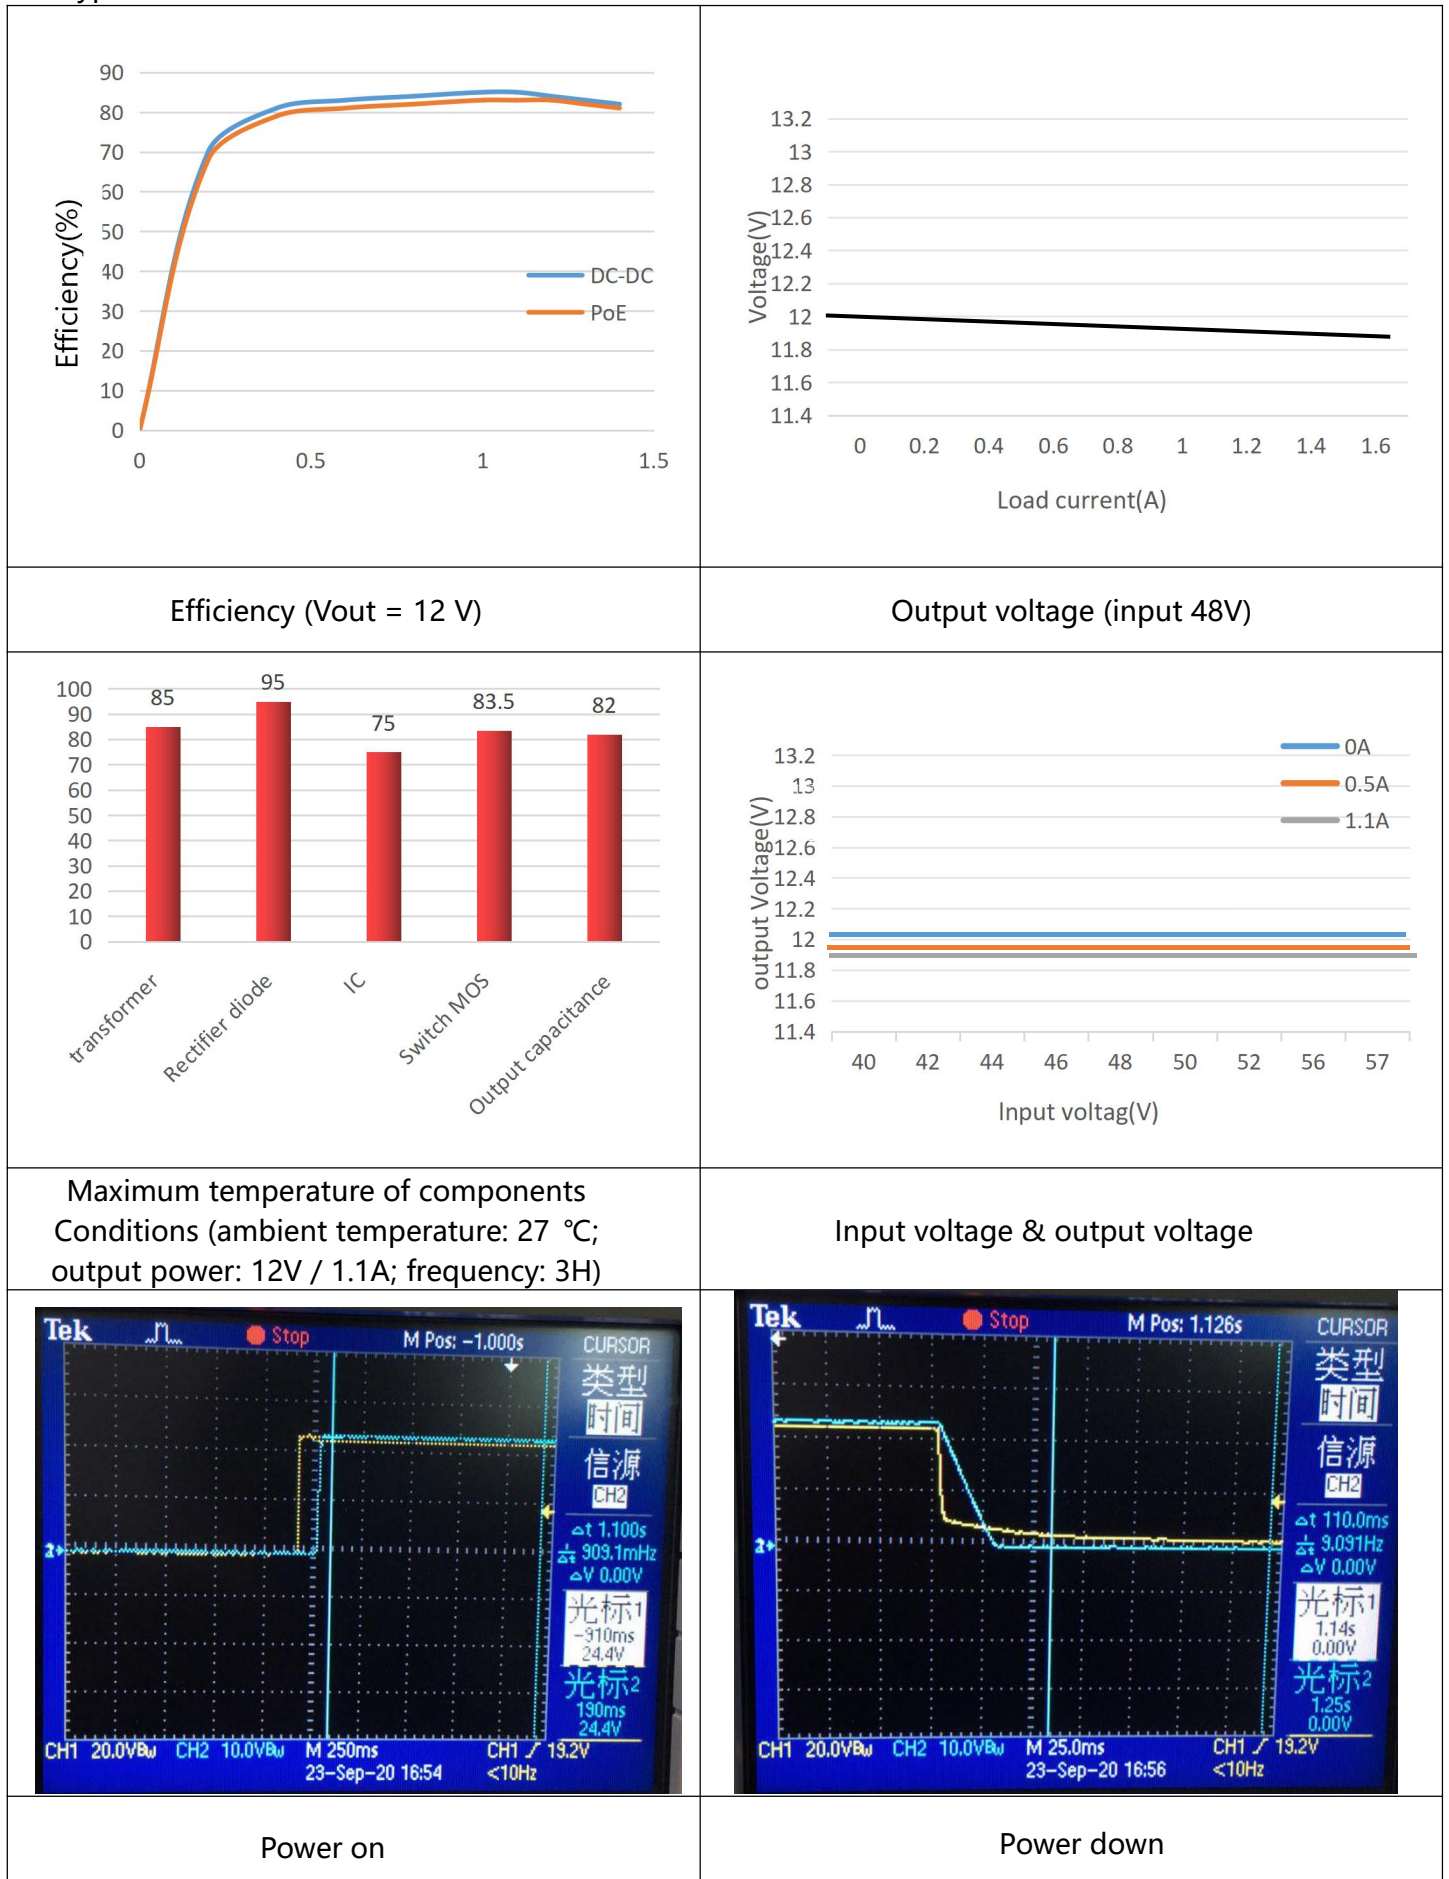 90
80
70
60
50
40
30
20
10
0
Efficiency(%)
DC-DC
PoE
0 0.5 1 1.5
13.2
13
12.8
12.6
12.4
12.2
12
11.8
11.6
11.4
Voltage(V)
0 0.2 0.4 0.6 0.8 1 1.2 1.4 1.6
Load current(A)
Efficiency (Vout = 12 V)
Output voltage (input 48V)
100
90
80
70
60
50
40
30
20
10
0
85
95
75
83.5
82
transformer
Rectifier diode
IC
Switch MOS
Output capacitance
13.2
13
12.8
12.6
12.4
12.2
12
11.8
11.6
11.4
output Voltage(V)
0A
0.5A
1.1A
40 42 44 46 48 50 52 56 57
Input voltag(V)
Maximum temperature of components
Conditions (ambient temperature: 27 ℃;
output power: 12V / 1.1A; frequency: 3H)
Input voltage & output voltage
Tek Stop M Pos: -1.000s CURSOR
类型
时间
信源
CH2
△t 1.100s
909.1mHz
△V 0.00V
光标1
-910ms
24.4V
光标2
190ms
24.4V
2
CH1 20.0VBw CH2 10.0VBw M 250ms CH1 19.2V
23-Sep-20 16:54 <10Hz
Tek Stop M Pos: 1.126s CURSOR
类型
时间
信源
CH2
△t 110.0ms
9.091Hz
△V 0.00V
光标1
1.14s
0.00V
光标2
1.25s
0.00V
2
CH1 20.0VBw CH2 10.0VBw M 25.0ms CH1 19.2V
23-Sep-20 16:56 <10Hz
Power on
Power down